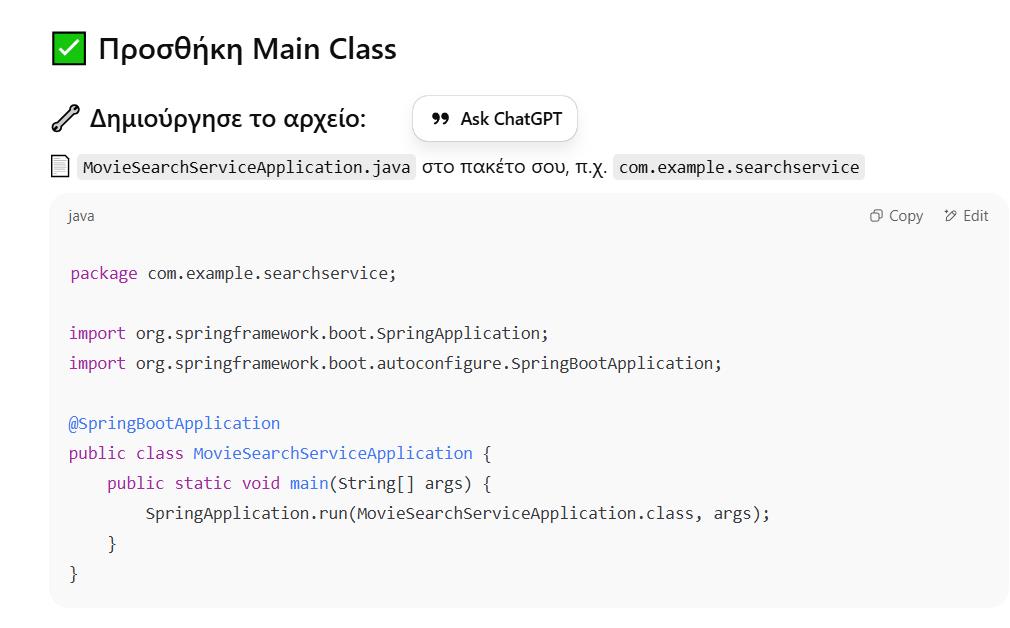 Προσθήκη Main Class
Δημιούργησε το αρχείο:
Ask ChatGPT
MovieSearchServiceApplication.java στο πακέτο σου, π.χ. com.example.searchservice
java
Copy
Edit
package com.example.searchservice;
import org.springframework.boot.SpringApplication;
import org.springframework.boot.autoconfigure.SpringBootApplication;
@SpringBootApplication
public class MovieSearchServiceApplication {
    public static void main(String[] args) {
        SpringApplication.run(MovieSearchServiceApplication.class, args);
    }
}